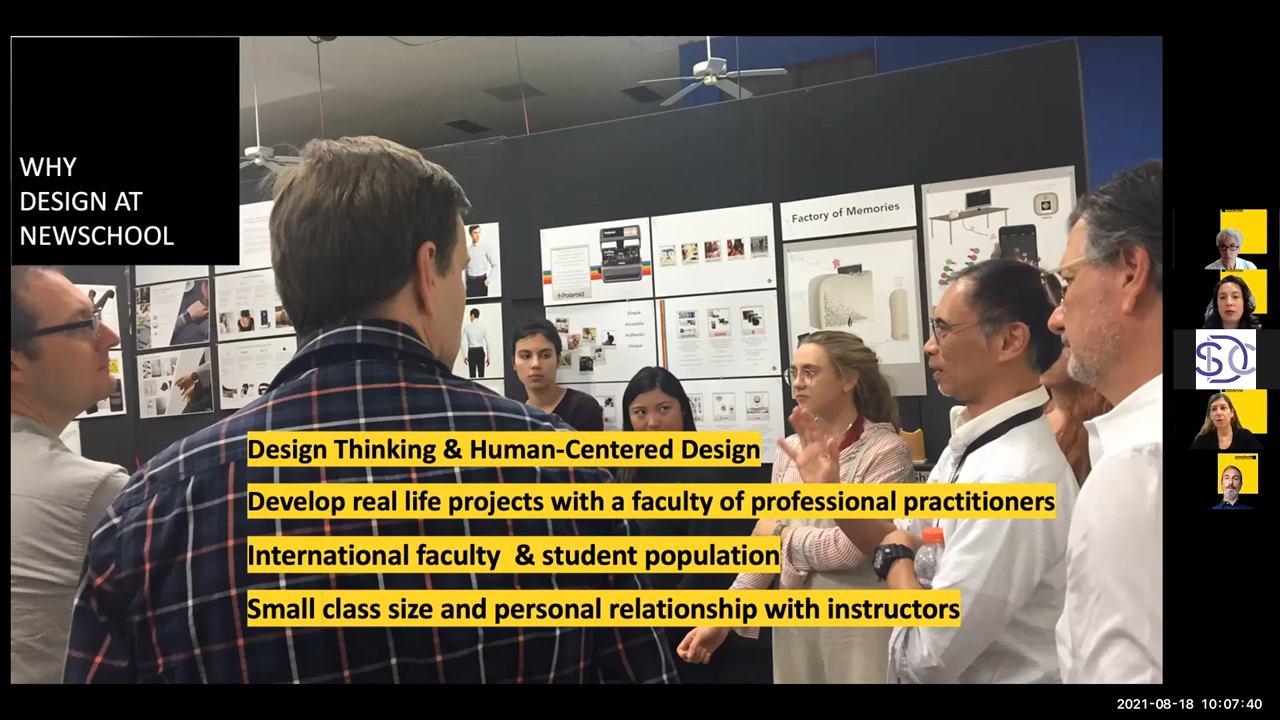 WHY
DESIGN AT
NEWSCHOOL
Factory of Memories
Polaroid
Simple
Accessible
Authentic
Unique
Design Thinking & Human-Centered Design
Develop real life projects with a faculty of professional practitioners
International faculty & student population
Small class size and personal relationship with instructors
SDC
2021-08-18 10:07:40